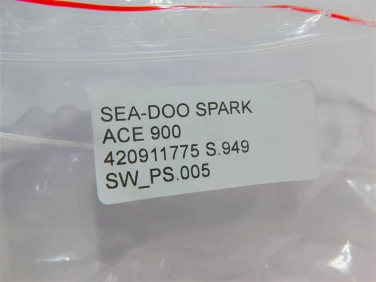 SEA-DOO SPARK
ACE 900
420911775 S.949
SW_PS.005